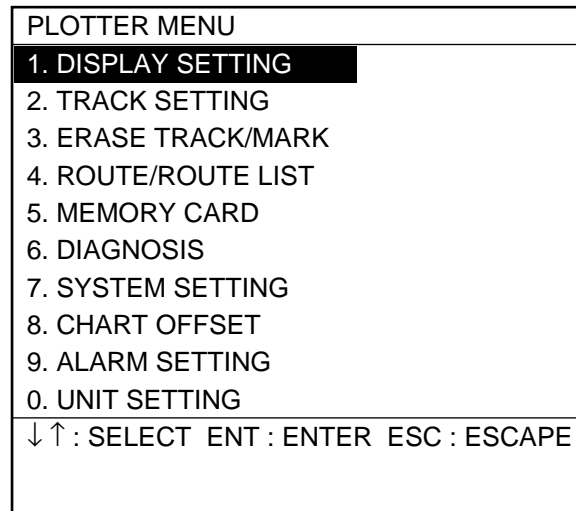 PLOTTER MENU
1. DISPLAY SETTING
2. TRACK SETTING
3. ERASE TRACK/MARK
4. ROUTE/ROUTE LIST
5. MEMORY CARD
6. DIAGNOSIS
7. SYSTEM SETTING
8. CHART OFFSET
9. ALARM SETTING
0. UNIT SETTING
↓↑: SELECT ENT : ENTER ESC : ESCAPE